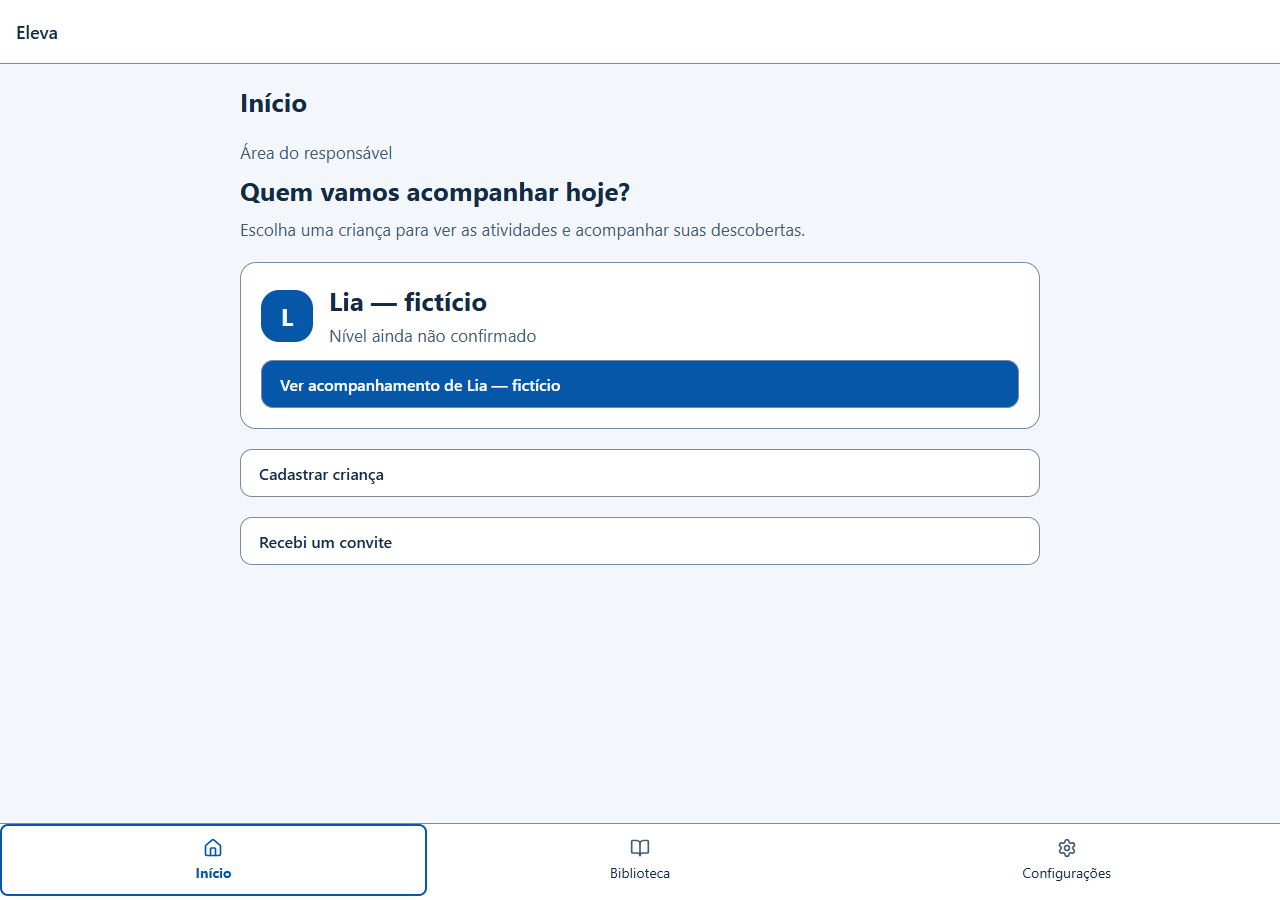 Eleva
Início
Área do responsável
Quem vamos acompanhar hoje?
Escolha uma criança para ver as atividades e acompanhar suas descobertas.
L
Lia — fictício
Nível ainda não confirmado
Ver acompanhamento de Lia — fictício
Cadastrar criança
Recebi um convite
Início
Biblioteca
Configurações